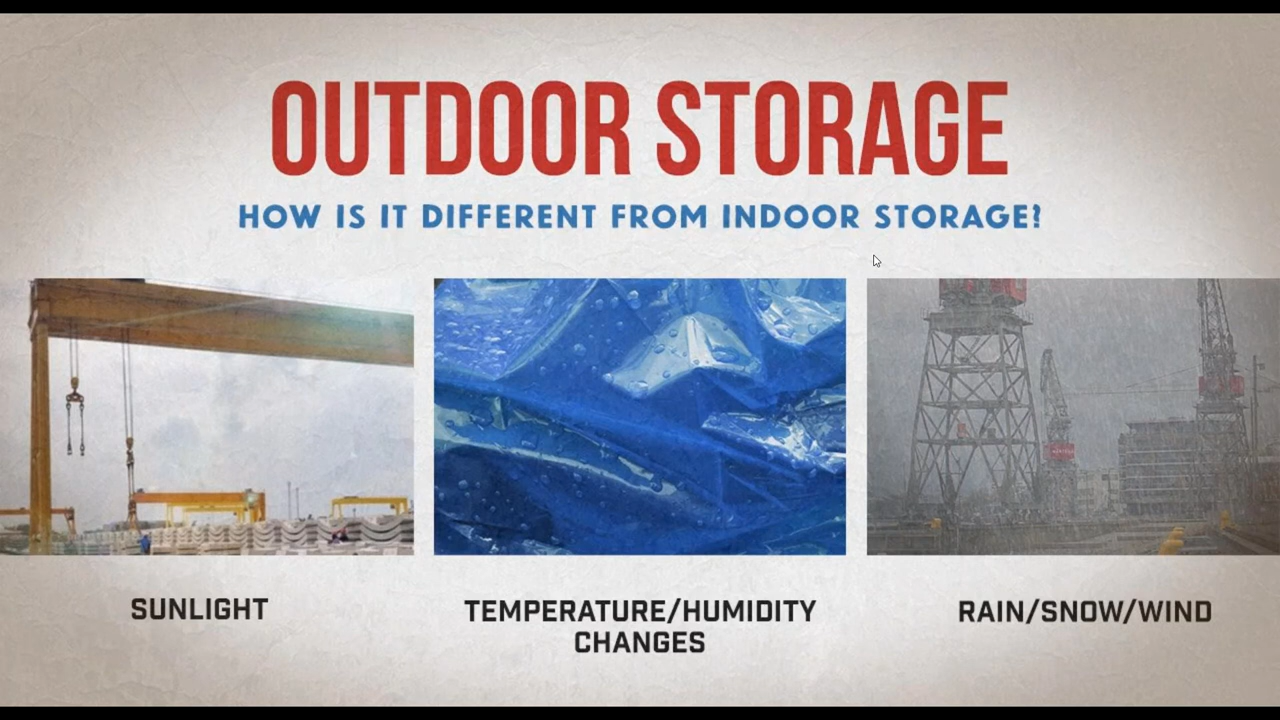 OUTDOOR STORAGE
HOW IS IT DIFFERENT FROM INDOOR STORAGE?
SUNLIGHT
TEMPERATURE/HUMIDITY
CHANGES
RAIN/SNOW/WIND